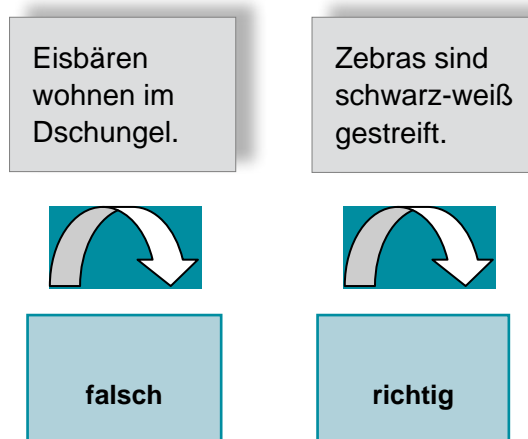 Eisbären
wohnen im
Dschungel.
Zebras sind
schwarz-weiß
gestreift.
falsch
richtig